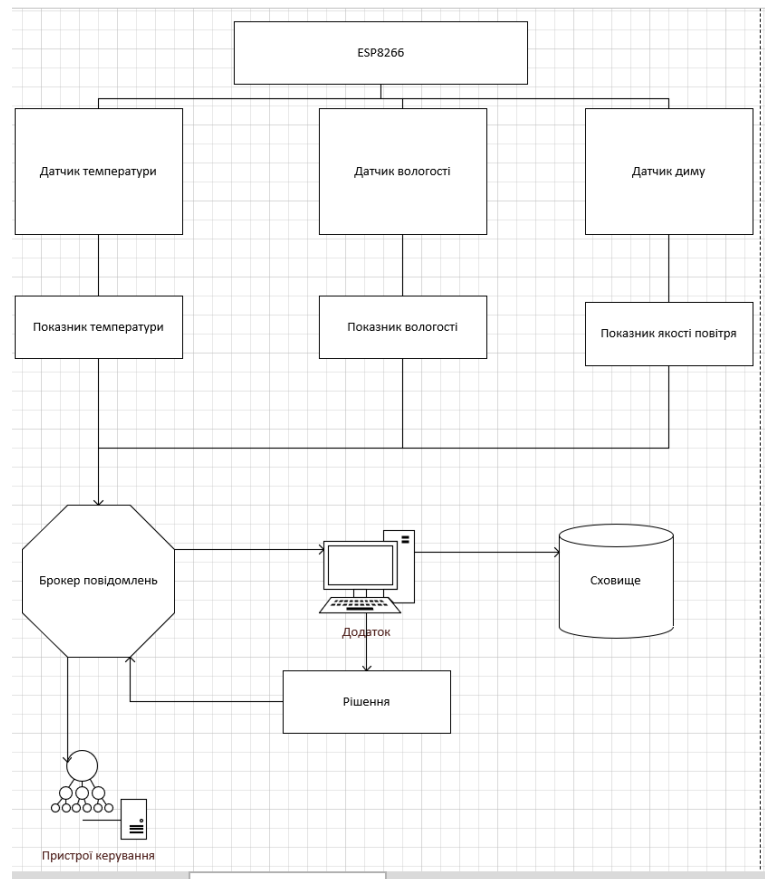 ESP8266
Датчик температури
Датчик вологості
Датчик диму
Показник температури
Показник вологості
Показник якості повітря
Брокер повідомлень
Додаток
Сховище
Рішення
Пристрої керування